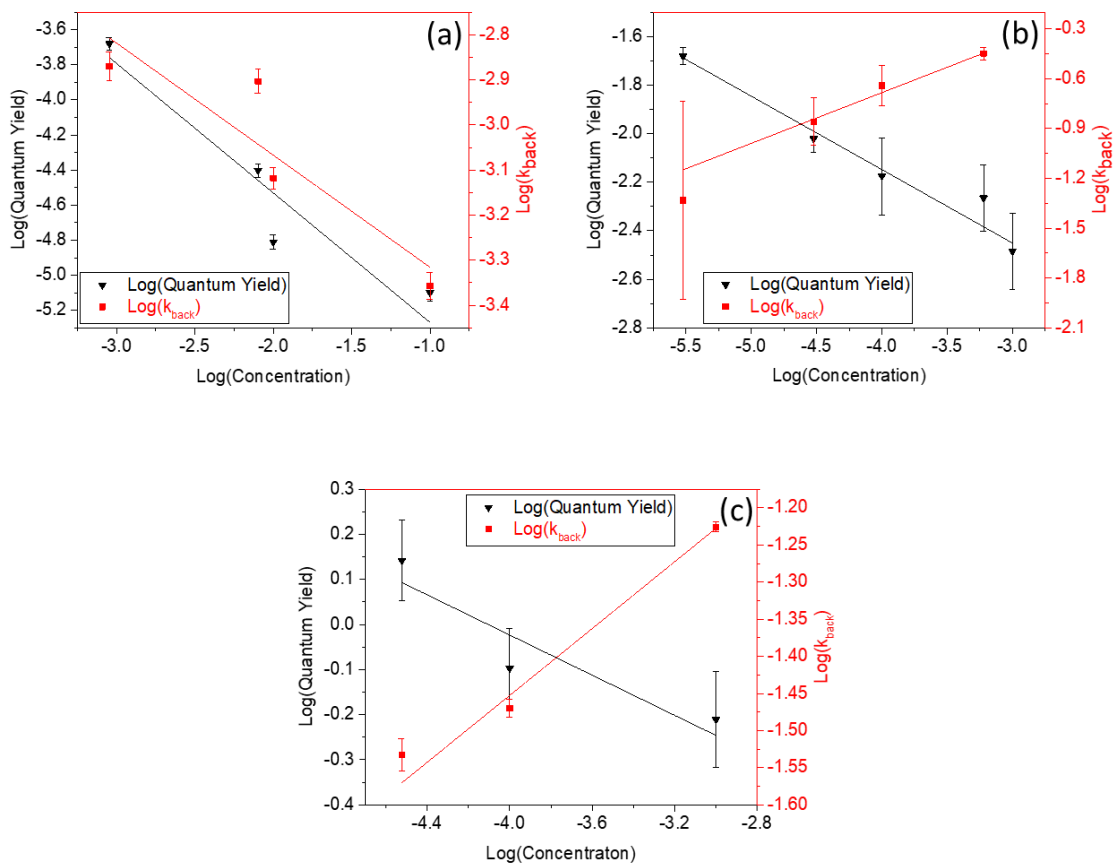 (a)
Log(Quantum Yield)
-3.6
-3.8
-4.0
-4.2
-4.4
-4.6
-4.8
-5.0
-5.2
-2.8
-2.9
-3.0
-3.1
-3.2
-3.3
-3.4
Log(kback)
Log(Quantum Yield)
Log(kback)
-3.0 -2.5 -2.0 -1.5 -1.0
Log(Concentration)
(b)
Log(Quantum Yield)
-1.6
-1.8
-2.0
-2.2
-2.4
-2.6
-2.8
-0.3
-0.6
-0.9
-1.2
-1.5
-1.8
-2.1
Log(kback)
Log(Quantum Yield)
Log(kback)
-5.5 -5.0 -4.5 -4.0 -3.5 -3.0
Log(Concentration)
(c)
Log(Quantum Yield)
0.3
0.2
0.1
0.0
-0.1
-0.2
-0.3
-0.4
-1.20
-1.25
-1.30
-1.35
-1.40
-1.45
-1.50
-1.55
-1.60
Log(kback)
Log(Quantum Yield)
Log(kback)
-4.4 -4.0 -3.6 -3.2 -2.8
Log(Concentraton)